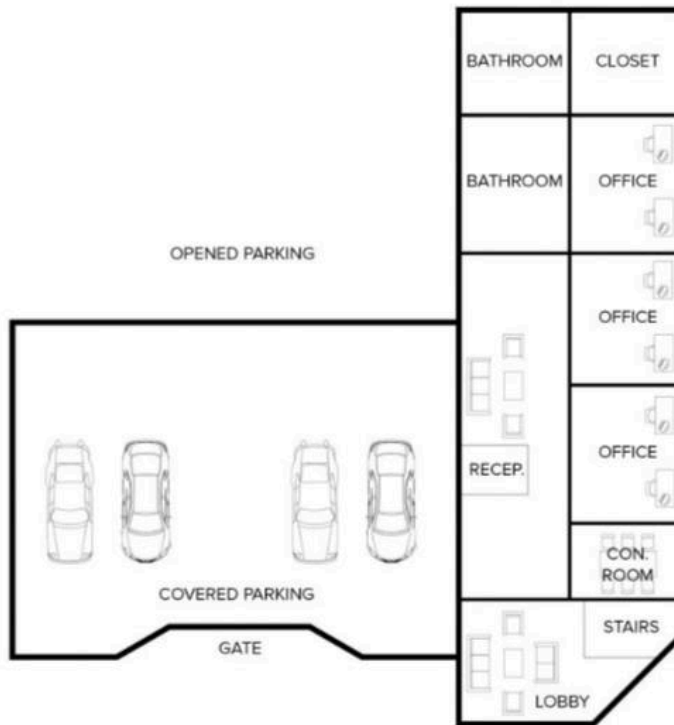 BATHROOM
CLOSET
BATHROOM
OFFICE
OPENED PARKING
OFFICE
RECEP.
OFFICE
CON.
ROOM
COVERED PARKING
STAIRS
GATE
LOBBY